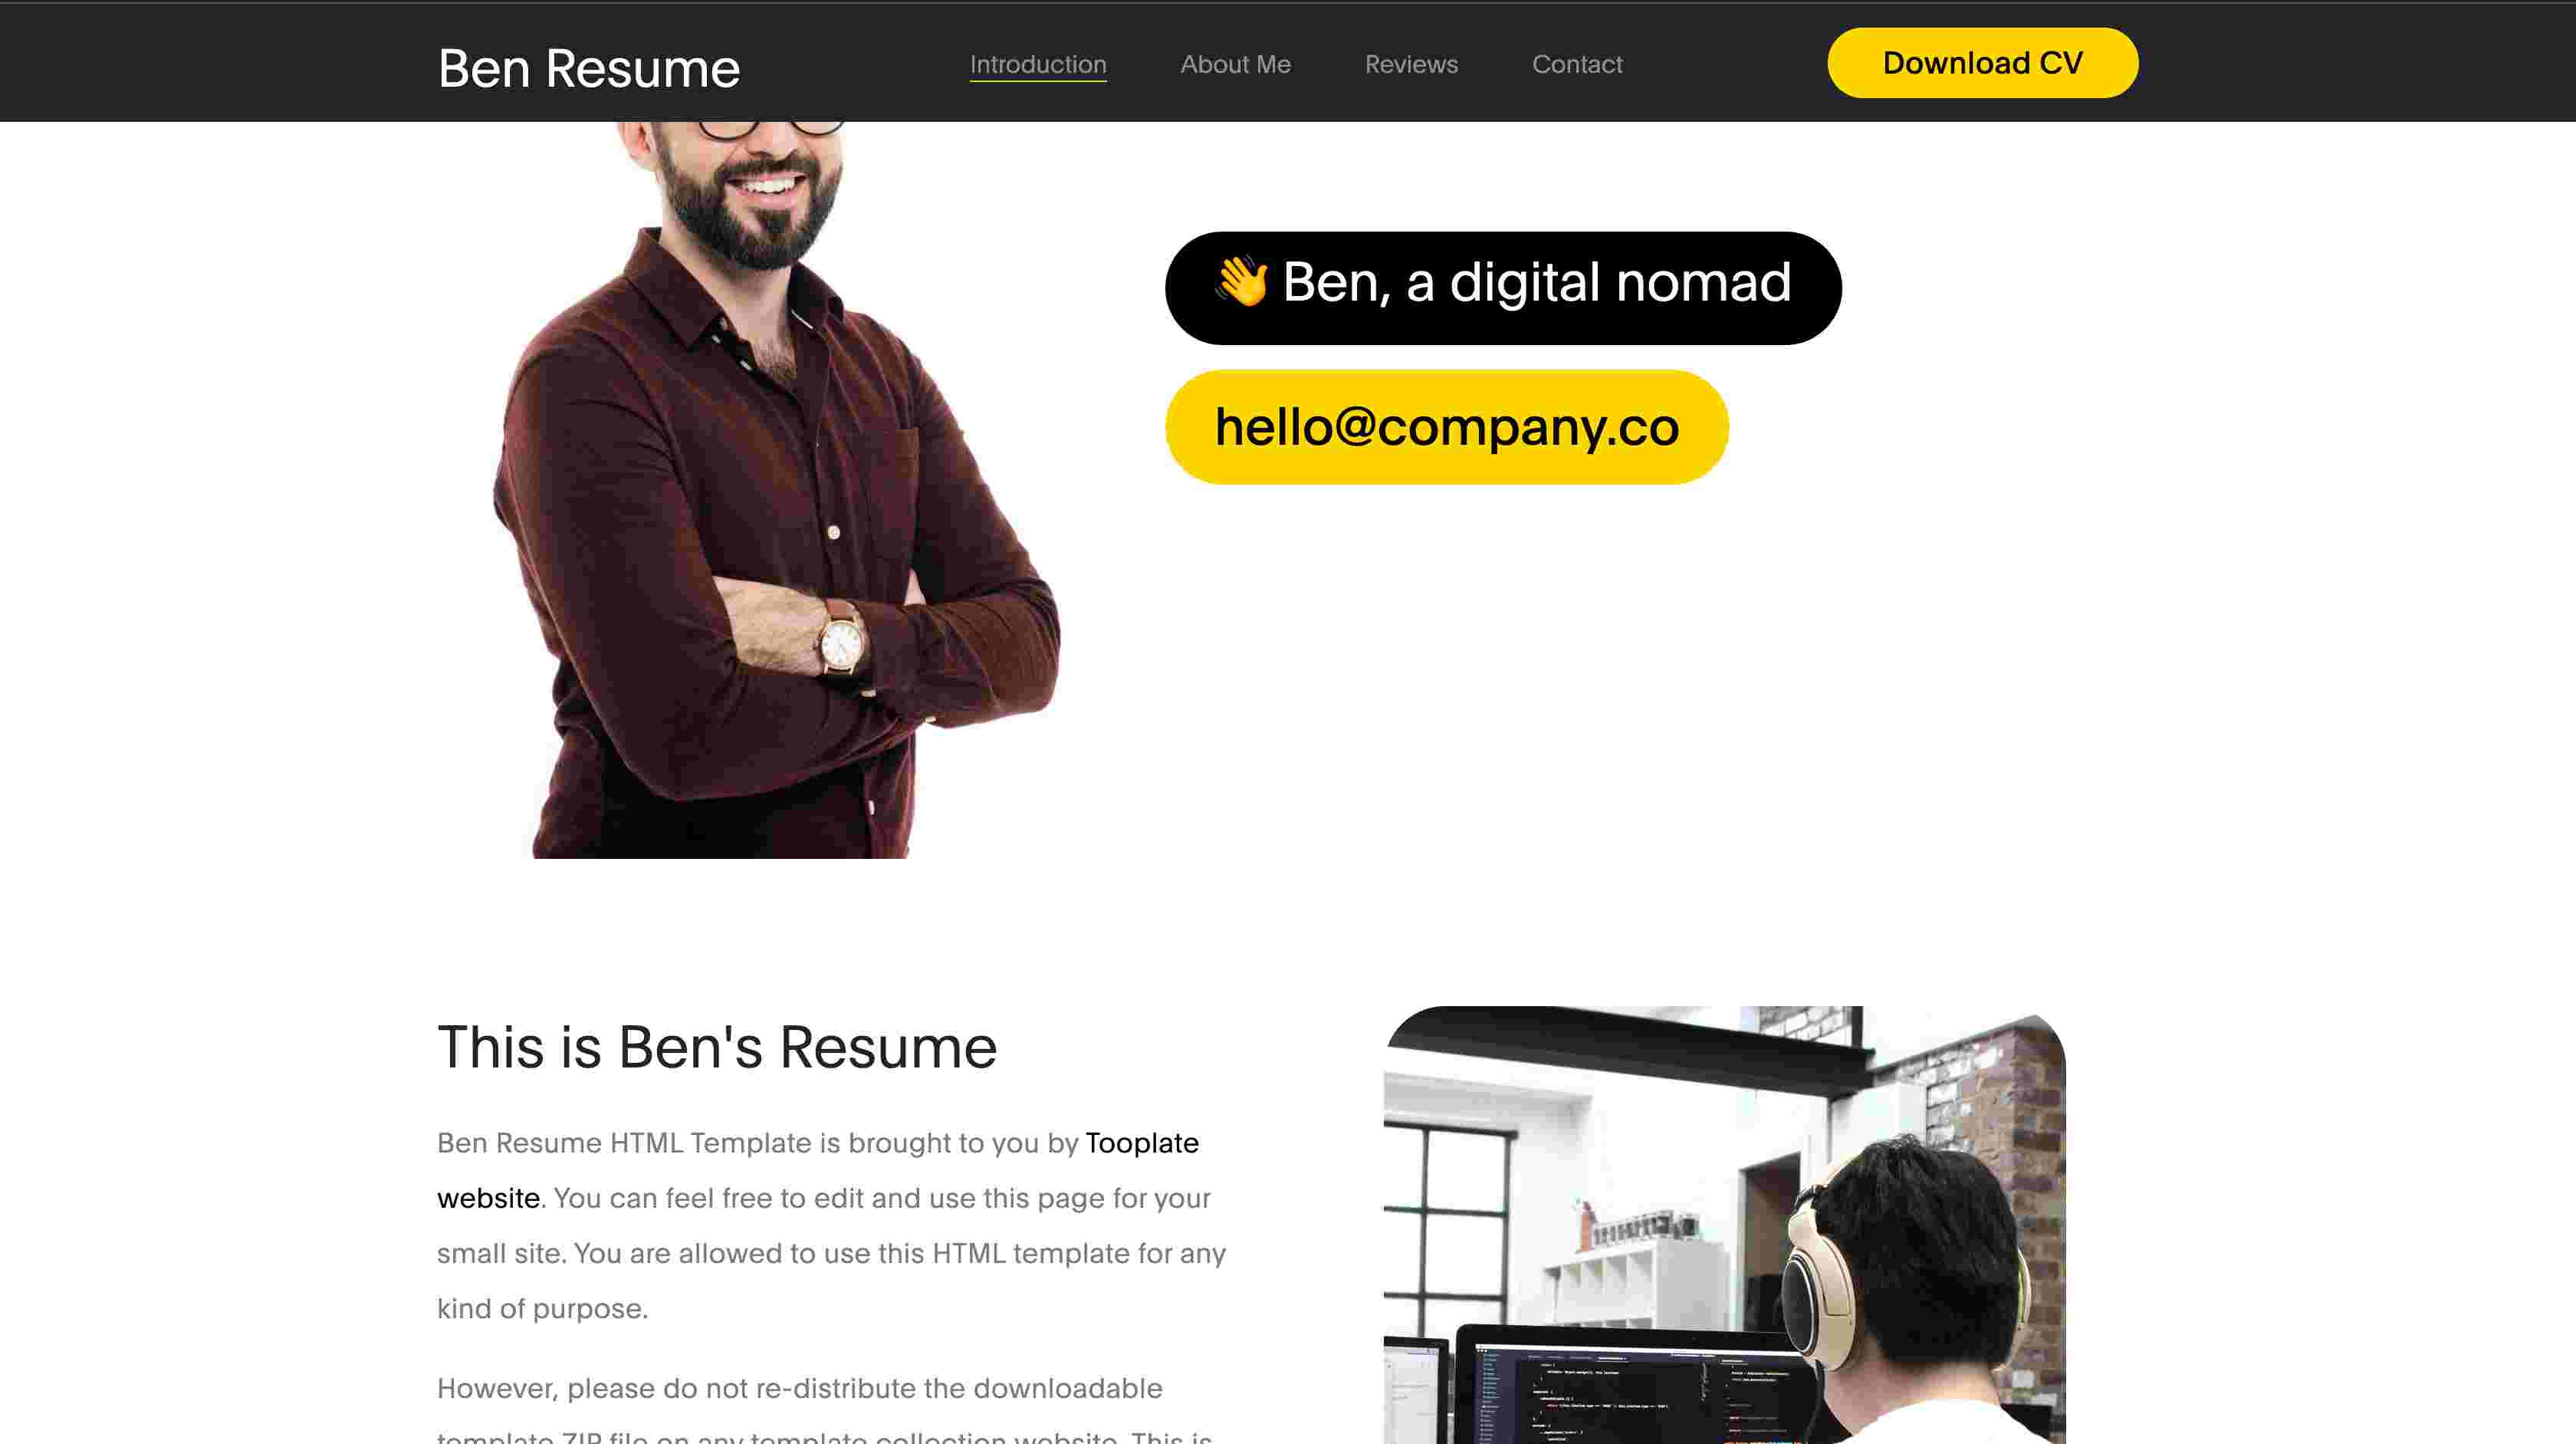 Ben Resume
Introduction
About Me
Reviews
Contact
Download CV
👋 Ben, a digital nomad
hello@company.co
This is Ben's Resume
Ben Resume HTML Template is brought to you by Tooplate
website. You can feel free to edit and use this page for your
small site. You are allowed to use this HTML template for any
kind of purpose.
However, please do not re-distribute the downloadable
template ZIP file on any template collection website. This is